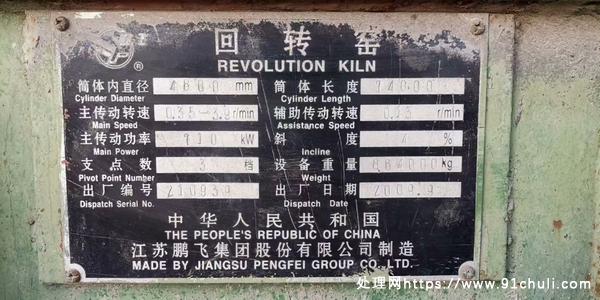 ®
回转窑
REVOLUTION KILN
筒体内直径 4800 mm 筒体长度 74000
Cylinder Diameter Cylinder Length
主传动转速 r/min 辅助传动转速 r/min
Main Speed Assistance Speed
主传动功率 kW 斜度 4 %
Main Power Incline
支点数 3 档 设备重量 kg
Pivot Point Number Weight
出厂编号 210939 出厂日期 2009.9
Dispatch Serial No. Dispatch Date
中华人民共和国
THE PEOPLE'S REPUBLIC OF CHINA
江苏鹏飞集团股份有限公司制造
MADE BY JIANGSU PENGFEI GROUP CO., LTD.
处理网https://www.91chuli.com/